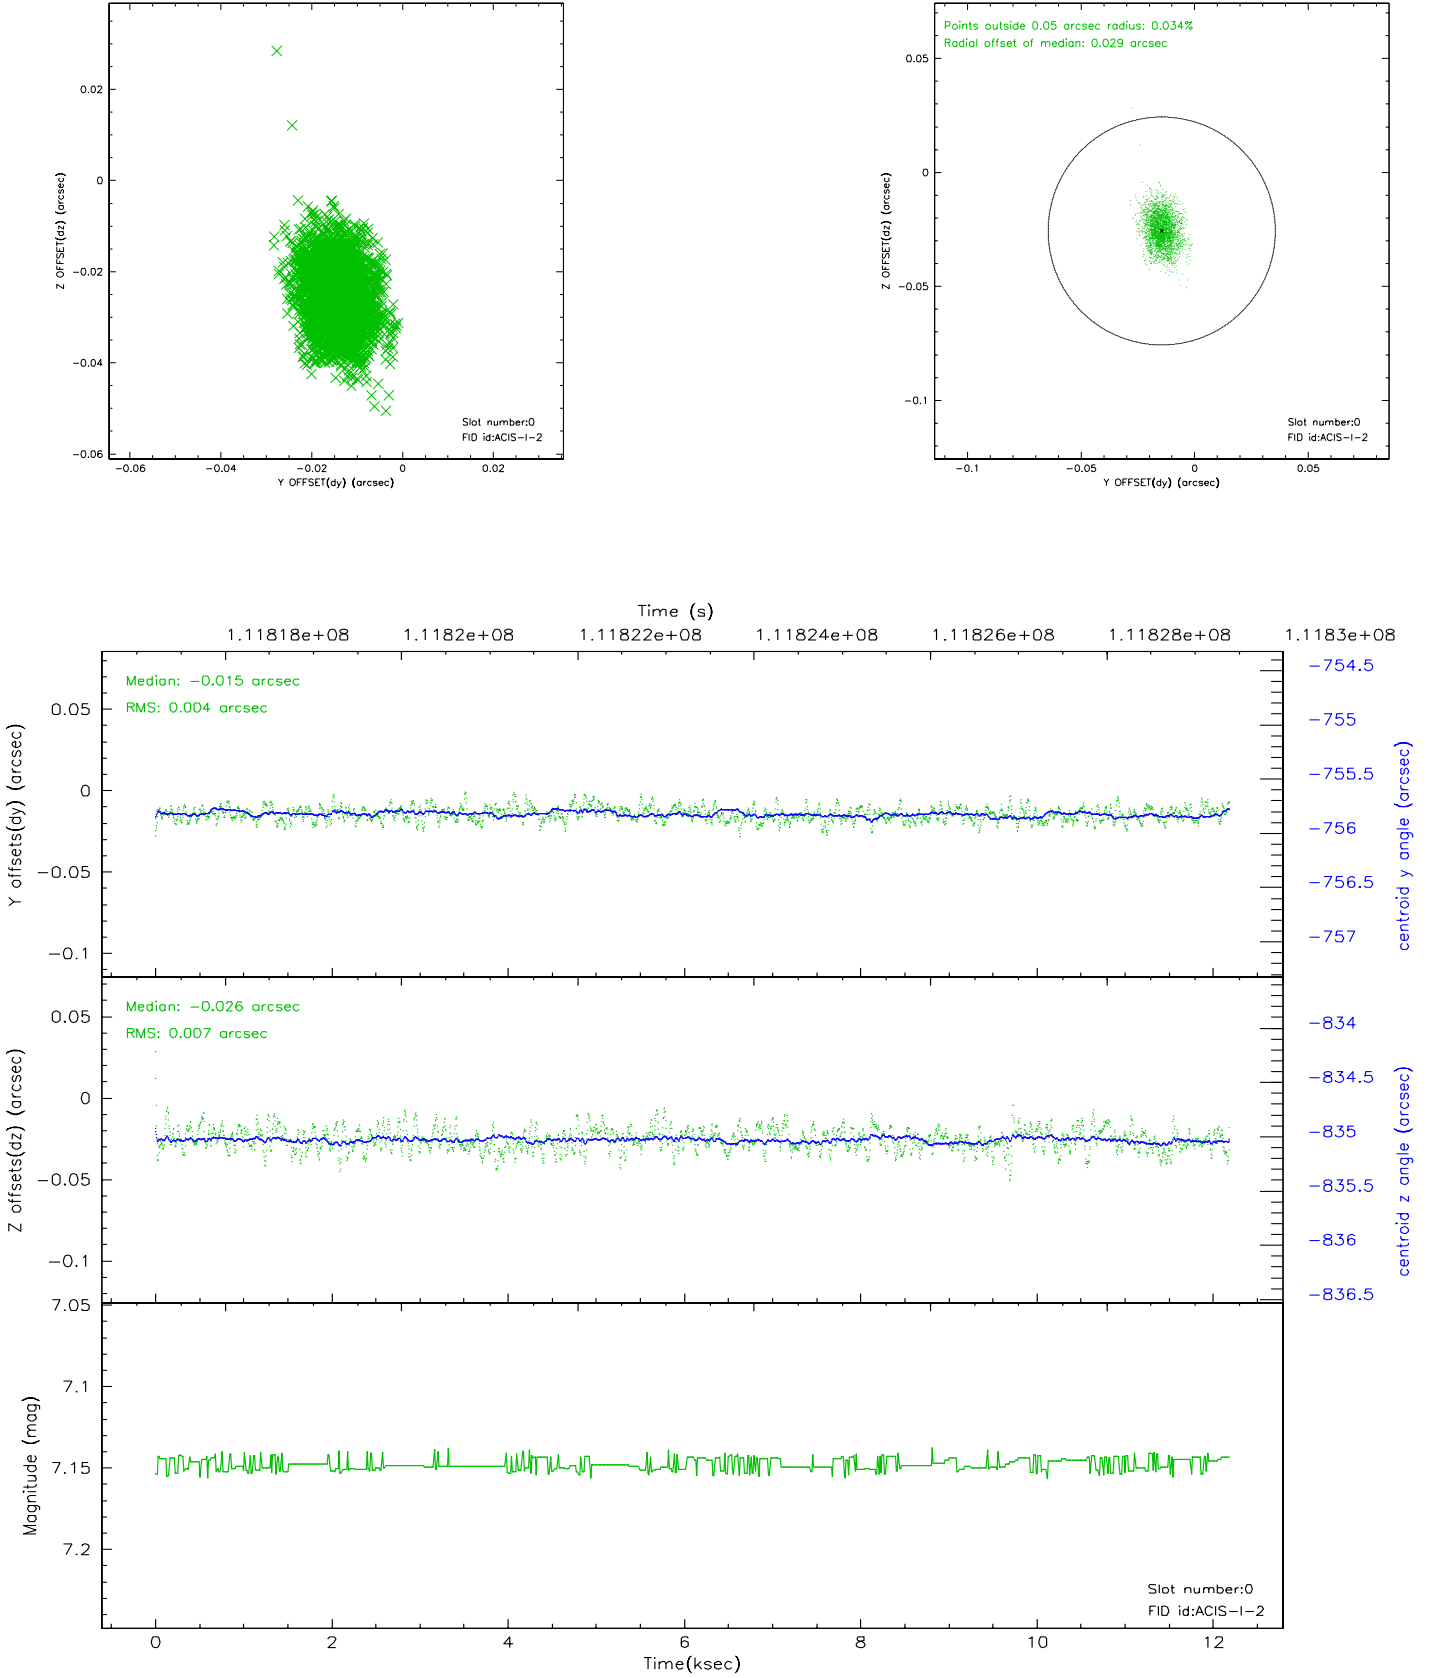 0.02
0
−0.02
−0.04
−0.06
Z OFFSET(dz) (arcsec)
Slot number:0
FID id:ACIS−I−2
−0.06
−0.04
−0.02
0
0.02
Y OFFSET(dy) (arcsec)
Points outside 0.05 arcsec radius: 0.034%
Radial offset of median: 0.029 arcsec
0.05
0
−0.05
−0.1
Z OFFSET(dz) (arcsec)
Slot number:0
FID id:ACIS−I−2
−0.1
−0.05
0
0.05
Y OFFSET(dy) (arcsec)
Time (s)
1.11818e+08
1.1182e+08
1.11822e+08
1.11824e+08
1.11826e+08
1.11828e+08
1.1183e+08
Median: −0.015 arcsec
RMS: 0.004 arcsec
0.05
0
−0.05
−0.1
Y offsets(dy) (arcsec)
−754.5
−755
−755.5
−756
−756.5
−757
centroid y angle (arcsec)
Median: −0.026 arcsec
RMS: 0.007 arcsec
0.05
0
−0.05
−0.1
Z offsets(dz) (arcsec)
−834
−834.5
−835
−835.5
−836
−836.5
centroid z angle (arcsec)
7.05
7.1
7.15
7.2
Magnitude (mag)
Slot number:0
FID id:ACIS−I−2
0
2
4
6
8
10
12
Time(ksec)